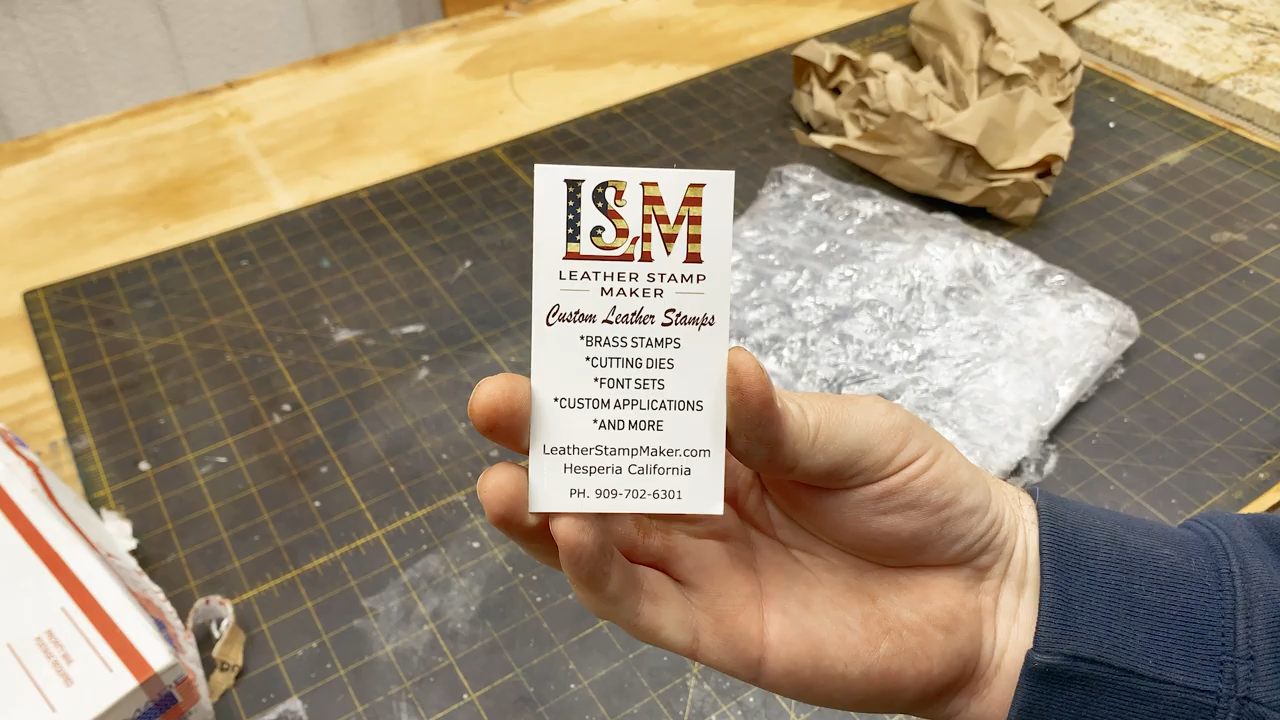 LSM
LEATHER STAMP
MAKER
Custom Leather Stamps
*BRASS STAMPS
*CUTTING DIES
*FONT SETS
*CUSTOM APPLICATIONS
*AND MORE
LeatherStampMaker.com
Hesperia California
PH. 909-702-6301